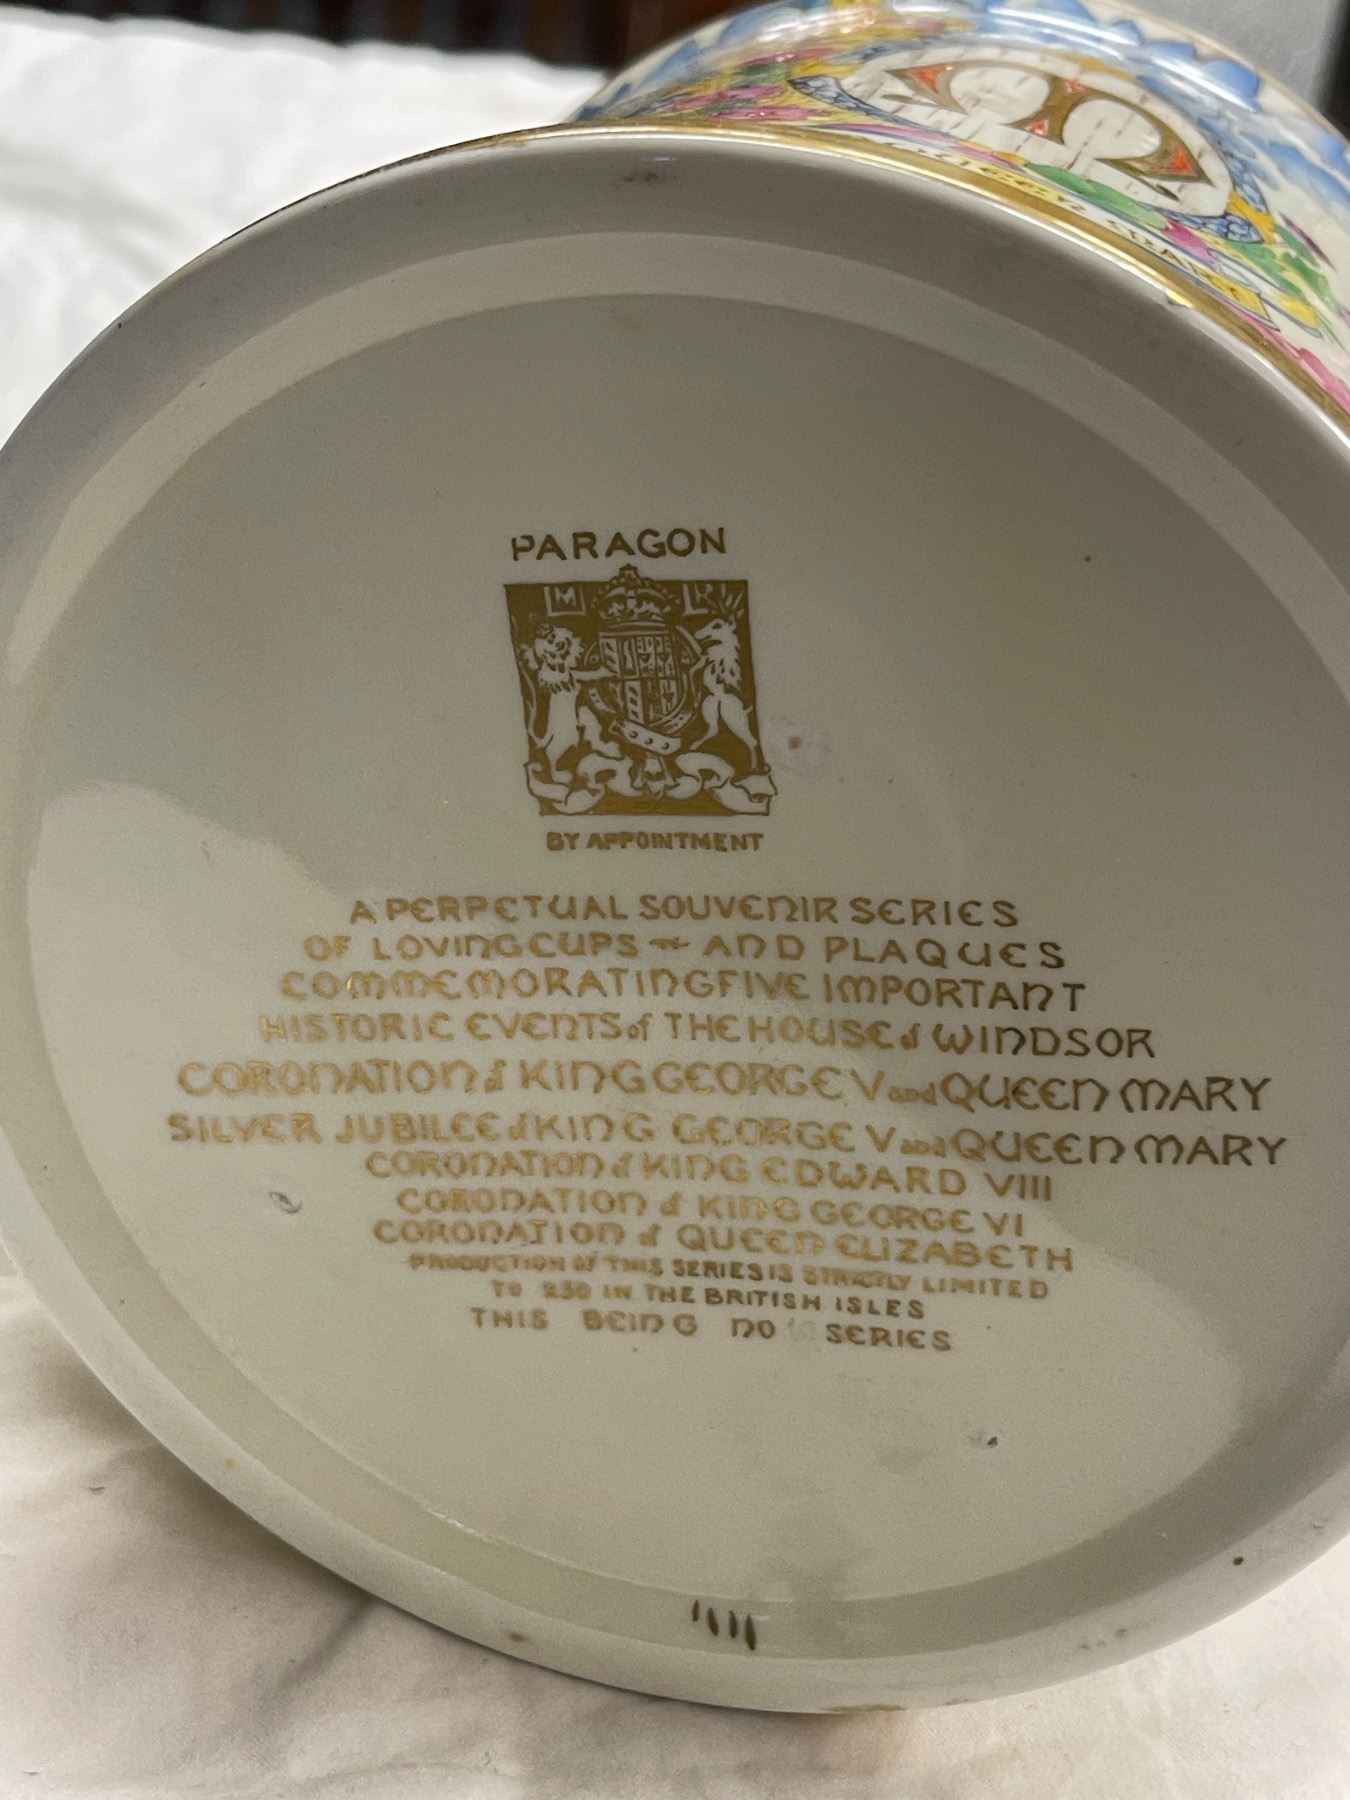 PARAGON
M R
BY APPOINTMENT
A PERPETUAL SOUVENIR SERIES
OF LOVING CUPS ~ AND PLAQUES
COMMEMORATING FIVE IMPORTANT
HISTORIC EVENTS of THE HOUSE of WINDSOR
CORONATION of KING GEORGE V and QUEEN MARY
SILVER JUBILEE of KING GEORGE V and QUEEN MARY
CORONATION of KING EDWARD VIII
CORONATION of KING GEORGE VI
CORONATION of QUEEN ELIZABETH
PRODUCTION OF THIS SERIES IS STRICTLY LIMITED
TO 250 IN THE BRITISH ISLES
THIS BEING NO SERIES